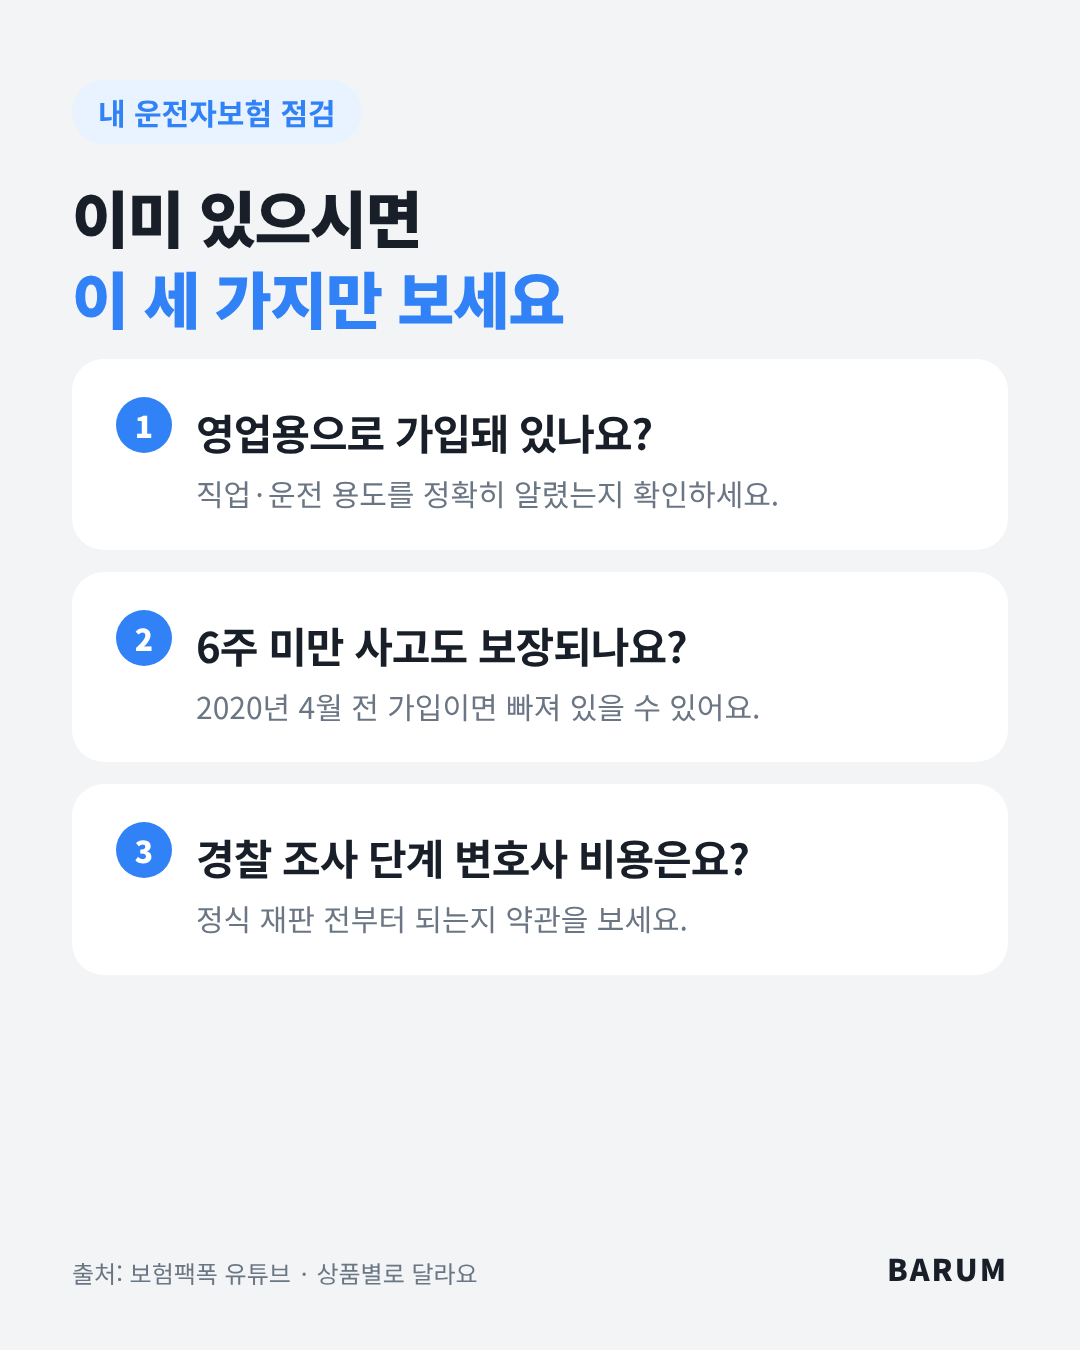 내 운전자보험 점검
이미 있으시면
이 세 가지만 보세요
1 영업용으로 가입돼 있나요?
직업·운전 용도를 정확히 알렸는지 확인하세요.
2 6주 미만 사고도 보장되나요?
2020년 4월 전 가입이면 빠져 있을 수 있어요.
3 경찰 조사 단계 변호사 비용은요?
정식 재판 전부터 되는지 약관을 보세요.
출처: 보험팩폭 유튜브 · 상품별로 달라요
BARUM